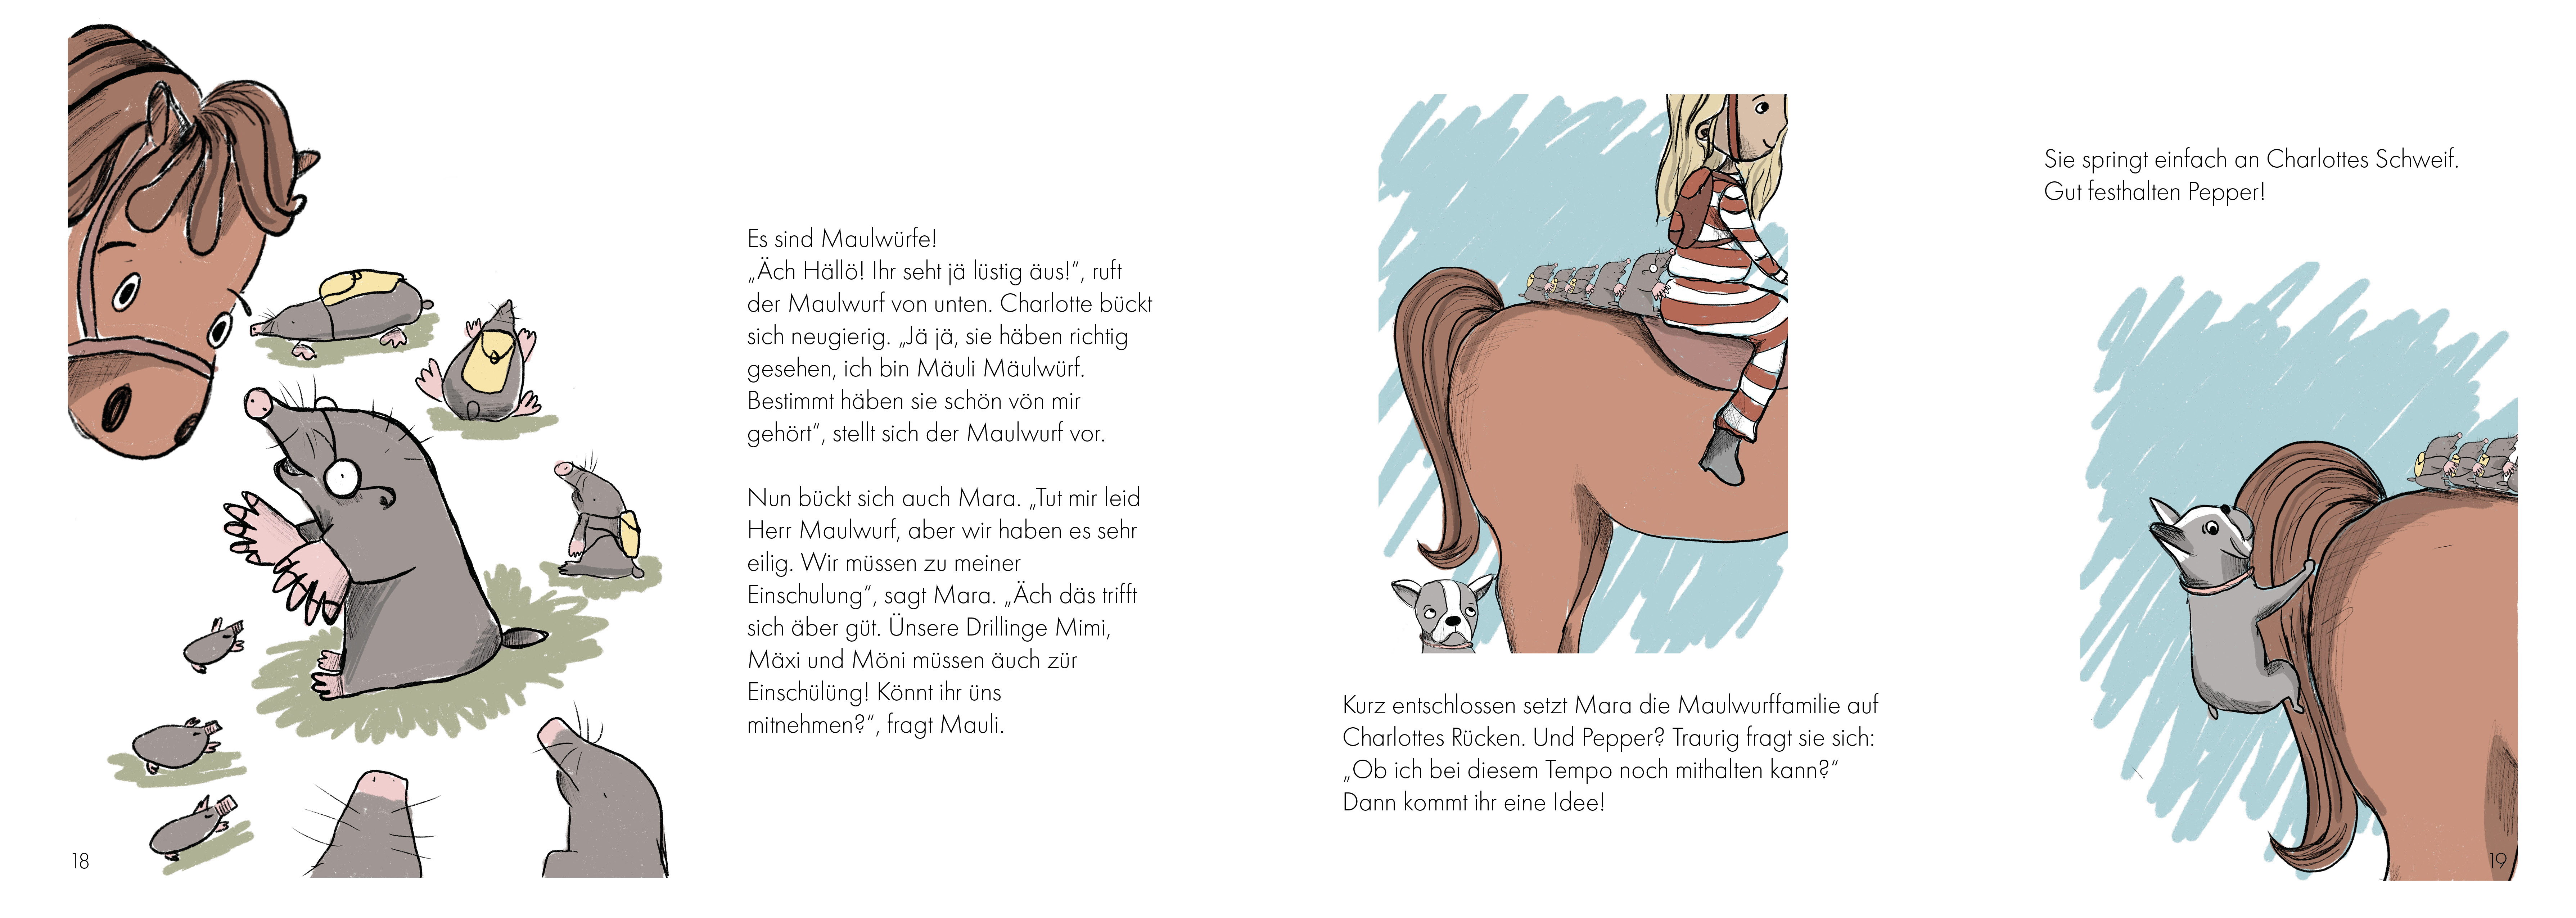 Es sind Maulwürfe!
„Äch Hällö! Ihr seht jä lüstig äus!“, ruft
der Maulwurf von unten. Charlotte bückt
sich neugierig. „Jä jä, sie häben richtig
gesehen, ich bin Mäuli Mäulwürf.
Bestimmt häben sie schön vön mir
gehört“, stellt sich der Maulwurf vor.
Nun bückt sich auch Mara. „Tut mir leid
Herr Maulwurf, aber wir haben es sehr
eilig. Wir müssen zu meiner
Einschulung“, sagt Mara. „Äch däs trifft
sich äber güt. Ünsere Drillinge Mimi,
Mäxi und Möni müssen äuch zür
Einschülüng! Könnt ihr üns
mitnehmen?“, fragt Mauli.
18
Kurz entschlossen setzt Mara die Maulwurffamilie auf
Charlottes Rücken. Und Pepper? Traurig fragt sie sich:
„Ob ich bei diesem Tempo noch mithalten kann?“
Dann kommt ihr eine Idee!
Sie springt einfach an Charlottes Schweif.
Gut festhalten Pepper!
19